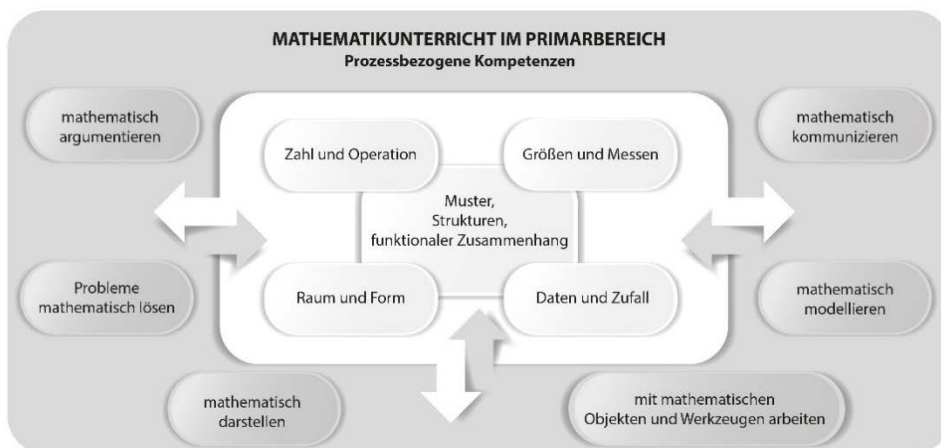 MATHEMATIKUNTERRICHT IM PRIMARBEREICH
Prozessbezogene Kompetenzen
mathematisch
argumentieren
mathematisch
kommunizieren
Zahl und Operation
Größen und Messen
Muster,
Strukturen,
funktionaler Zusammenhang
Raum und Form
Daten und Zufall
Probleme
mathematisch lösen
mathematisch
modellieren
mathematisch
darstellen
mit mathematischen
Objekten und Werkzeugen arbeiten